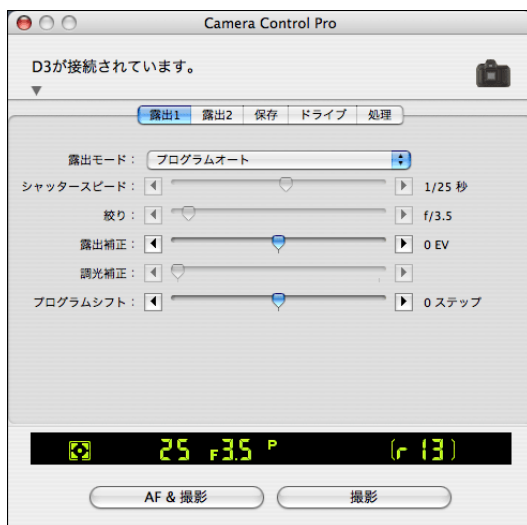 Camera Control Pro
D3が接続されています。
露出1 露出2 保存 ドライブ 処理
露出モード： プログラムオート
シャッタースピード： 1/25 秒
絞り： f/3.5
露出補正： 0 EV
調光補正：
プログラムシフト： 0 ステップ
25 F3.5 P (r 13)
AF & 撮影 撮影